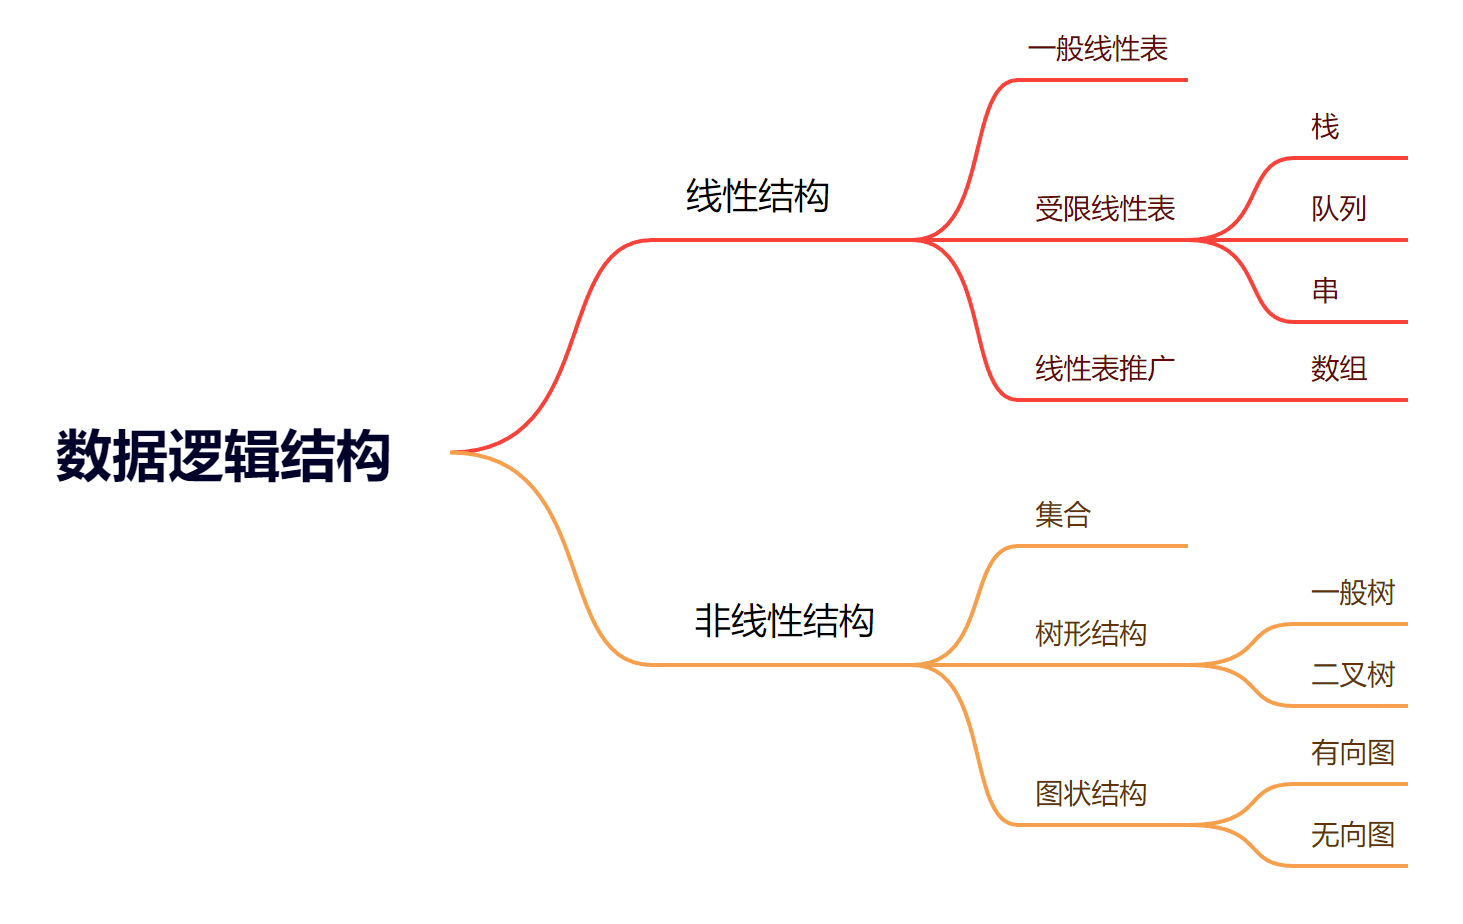 数据逻辑结构
线性结构
一般线性表
受限线性表
栈
队列
串
线性表推广
数组
非线性结构
集合
树形结构
一般树
二叉树
图状结构
有向图
无向图